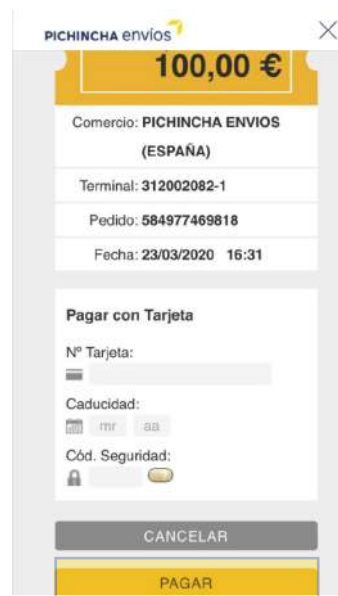 PICHINCHA envíos
100,00 €
Comercio: PICHINCHA ENVIOS
(ESPAÑA)
Terminal: 312002082-1
Pedido: 584977469818
Fecha: 23/03/2020 16:31
Pagar con Tarjeta
Nº Tarjeta:
Caducidad:
mr aa
Cód. Seguridad:
CANCELAR
PAGAR